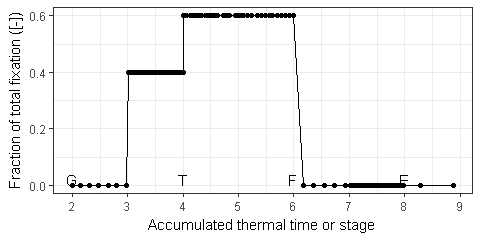 0.6
0.4
0.2
0.0
G T F E
2 3 4 5 6 7 8 9
Accumulated thermal time or stage
Fraction of total fixation ([-])